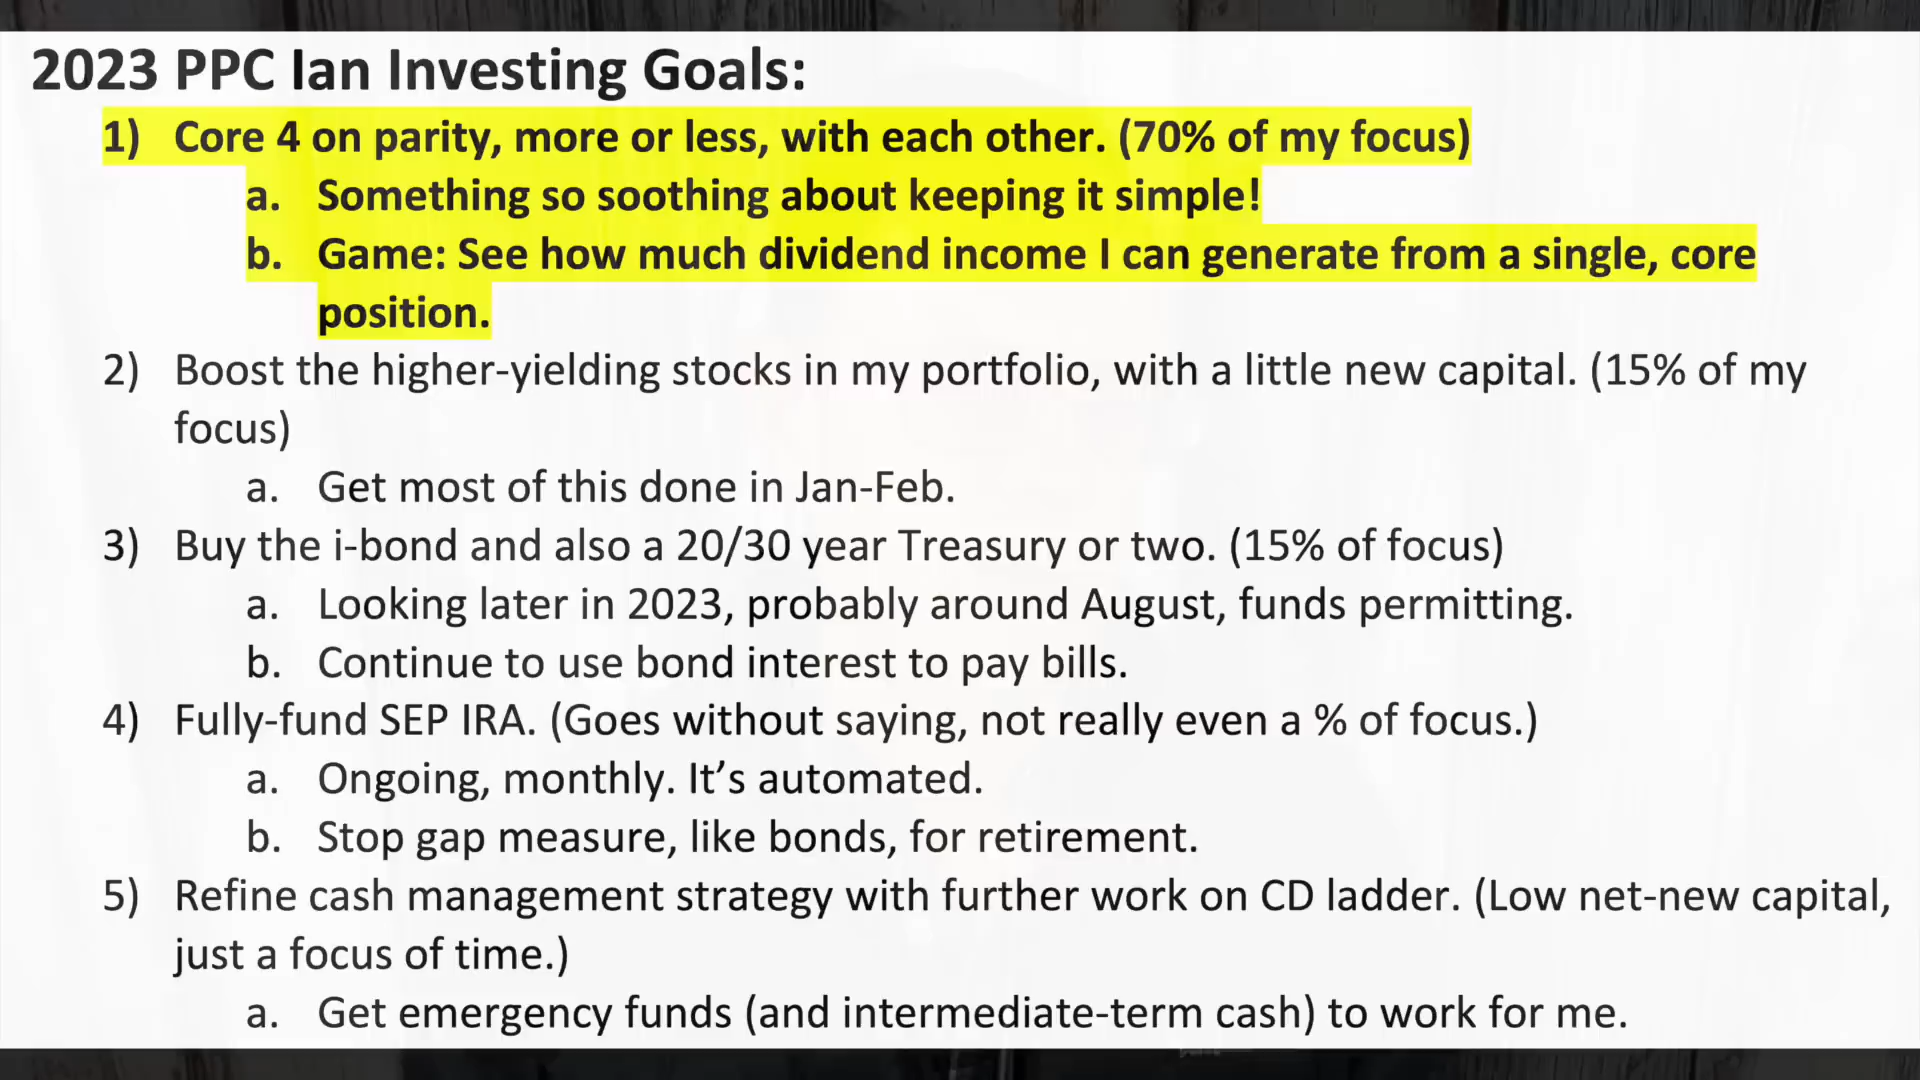 2023 PPC Ian Investing Goals:
1) Core 4 on parity, more or less, with each other. (70% of my focus)
a. Something so soothing about keeping it simple!
b. Game: See how much dividend income I can generate from a single, core
position.
2) Boost the higher-yielding stocks in my portfolio, with a little new capital. (15% of my
focus)
a. Get most of this done in Jan-Feb.
3) Buy the i-bond and also a 20/30 year Treasury or two. (15% of focus)
a. Looking later in 2023, probably around August, funds permitting.
b. Continue to use bond interest to pay bills.
4) Fully-fund SEP IRA. (Goes without saying, not really even a % of focus.)
a. Ongoing, monthly. It’s automated.
b. Stop gap measure, like bonds, for retirement.
5) Refine cash management strategy with further work on CD ladder. (Low net-new capital,
just a focus of time.)
a. Get emergency funds (and intermediate-term cash) to work for me.